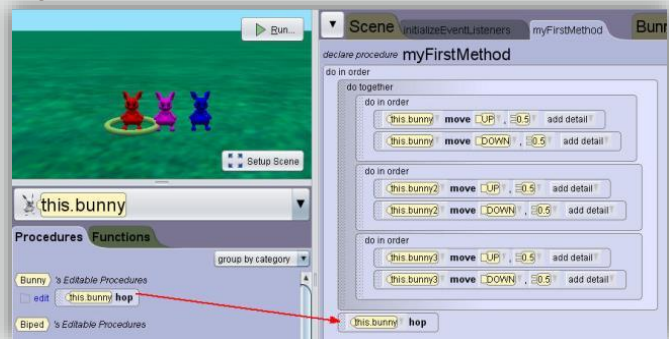 Run...
Setup Scene
this.bunny
Procedures Functions
group by category
Bunny 's Editable Procedures
edit this.bunny hop
Biped 's Editable Procedures
Scene initializeEventListeners myFirstMethod Bunn
declare procedure myFirstMethod
do in order
do together
do in order
this.bunny move UP , 0.5 add detail
this.bunny move DOWN , 0.5 add detail
do in order
this.bunny2 move UP , 0.5 add detail
this.bunny2 move DOWN , 0.5 add detail
do in order
this.bunny3 move UP , 0.5 add detail
this.bunny3 move DOWN , 0.5 add detail
this.bunny hop